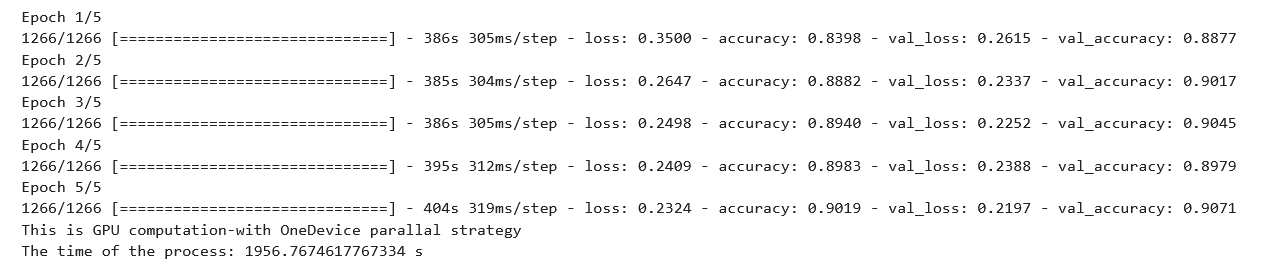 Epoch 1/5
1266/1266 [==============================] - 386s 305ms/step - loss: 0.3500 - accuracy: 0.8398 - val_loss: 0.2615 - val_accuracy: 0.8877
Epoch 2/5
1266/1266 [==============================] - 385s 304ms/step - loss: 0.2647 - accuracy: 0.8882 - val_loss: 0.2337 - val_accuracy: 0.9017
Epoch 3/5
1266/1266 [==============================] - 386s 305ms/step - loss: 0.2498 - accuracy: 0.8940 - val_loss: 0.2252 - val_accuracy: 0.9045
Epoch 4/5
1266/1266 [==============================] - 395s 312ms/step - loss: 0.2409 - accuracy: 0.8983 - val_loss: 0.2388 - val_accuracy: 0.8979
Epoch 5/5
1266/1266 [==============================] - 404s 319ms/step - loss: 0.2324 - accuracy: 0.9019 - val_loss: 0.2197 - val_accuracy: 0.9071
This is GPU computation-with OneDevice parallal strategy
The time of the process: 1956.7674617767334 s